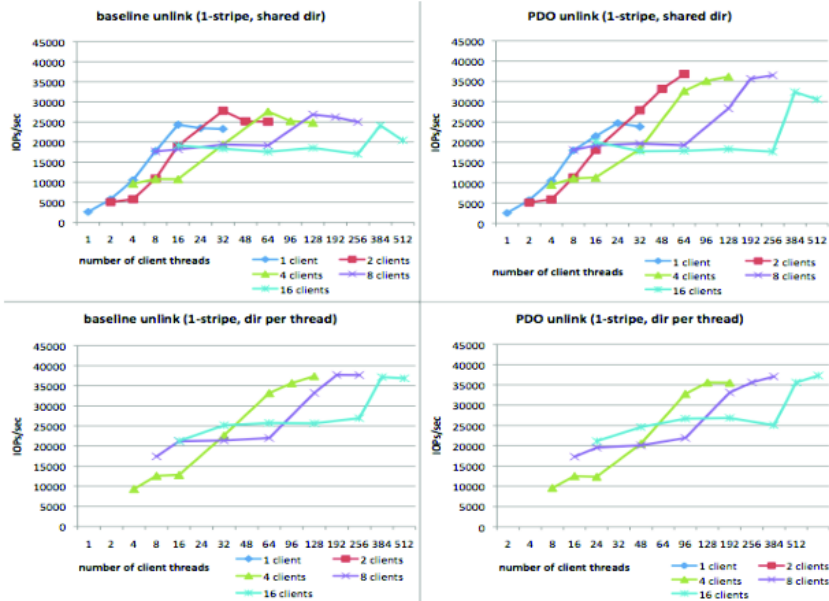 baseline unlink (1-stripe, shared dir)
45000
40000
35000
30000
25000
20000
15000
10000
5000
0
IOPs/sec
1 2 4 8 16 24 32 48 64 96 128 192 256 384 512
number of client threads
1 client
2 clients
4 clients
8 clients
16 clients
PDO unlink (1-stripe, shared dir)
45000
40000
35000
30000
25000
20000
15000
10000
5000
0
IOPs/sec
1 2 4 8 16 24 32 48 64 96 128 192 256 384 512
number of client threads
1 client
2 clients
4 clients
8 clients
16 clients
baseline unlink (1-stripe, dir per thread)
45000
40000
35000
30000
25000
20000
15000
10000
5000
0
IOPs/sec
1 2 4 8 16 24 32 48 64 96 128 192 256 384 512
number of client threads
1 client
2 clients
4 clients
8 clients
16 clients
PDO unlink (1-stripe, dir per thread)
45000
40000
35000
30000
25000
20000
15000
10000
5000
0
IOPs/sec
2 4 8 16 24 32 48 64 96 128 192 256 384 512
number of client threads
1 client
2 clients
4 clients
8 clients
16 clients